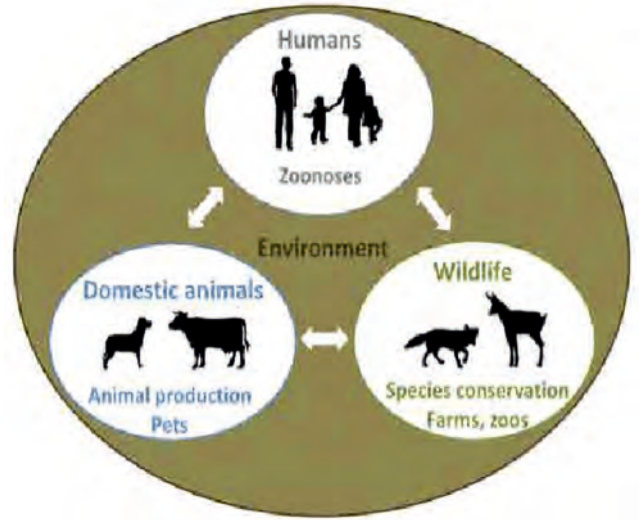 Humans
Zoonoses
Environment
Domestic animals
Animal production
Pets
Wildlife
Species conservation
Farms, zoos